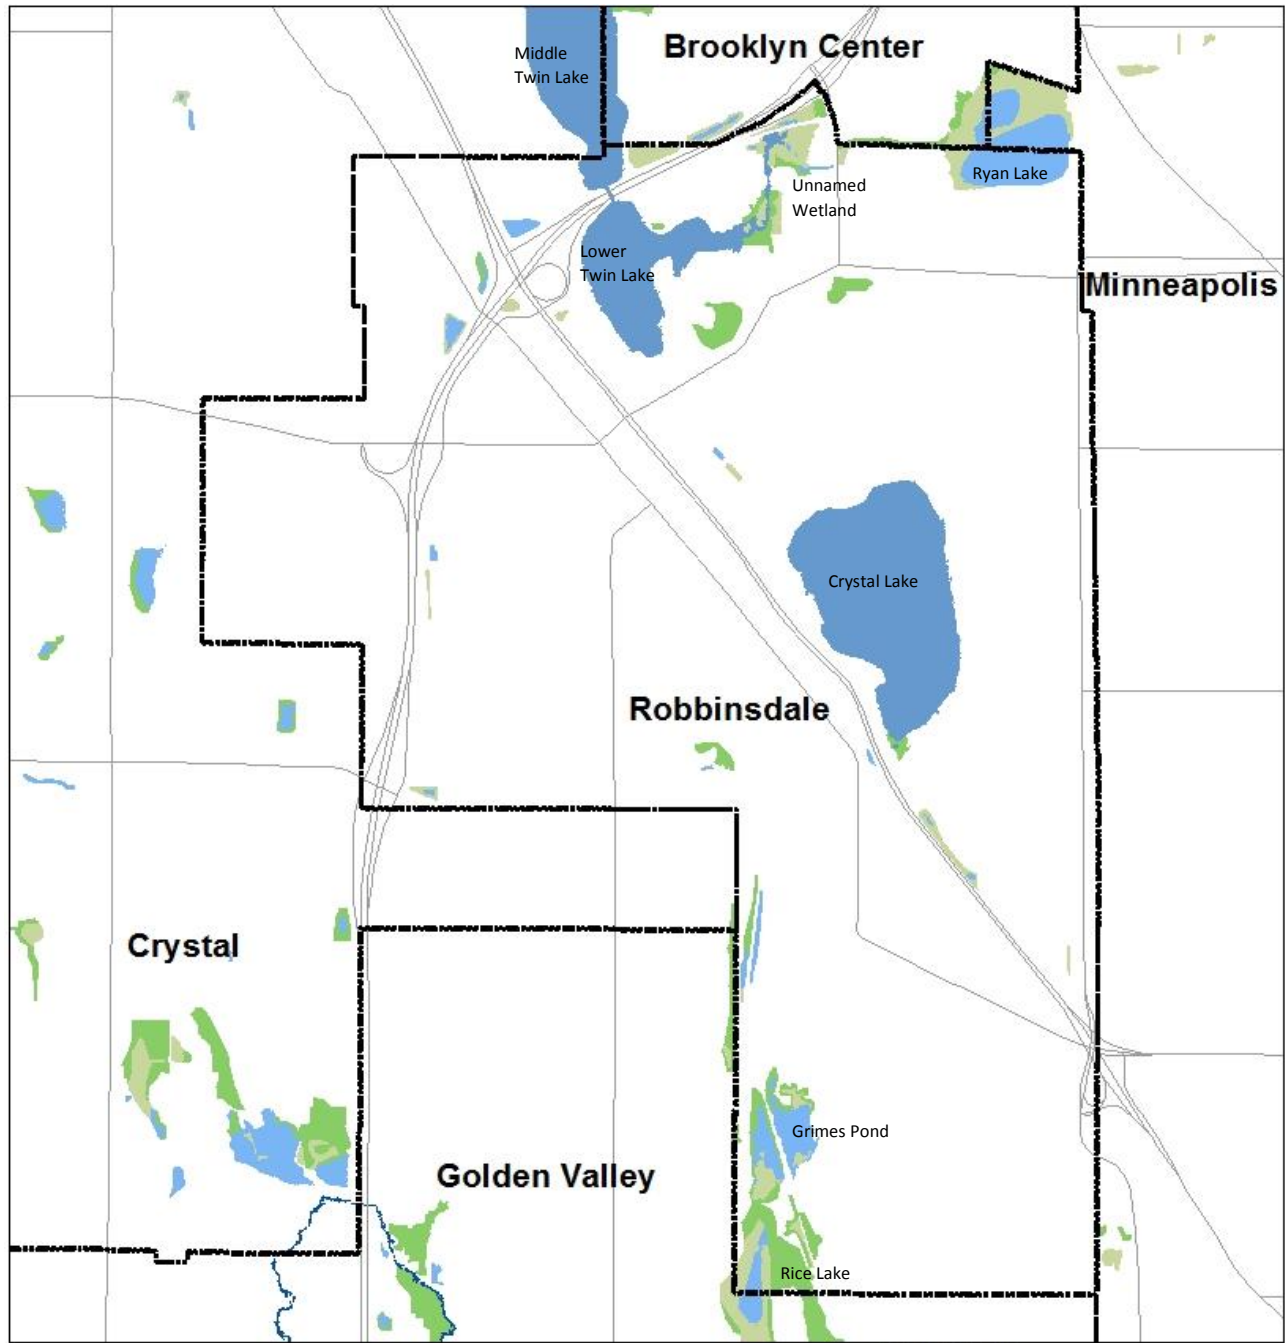 Brooklyn Center
Middle
Twin Lake
Ryan Lake
Unnamed
Wetland
Lower
Twin Lake
Minneapolis
Crystal Lake
Robbinsdale
Crystal
Grimes Pond
Golden Valley
Rice Lake